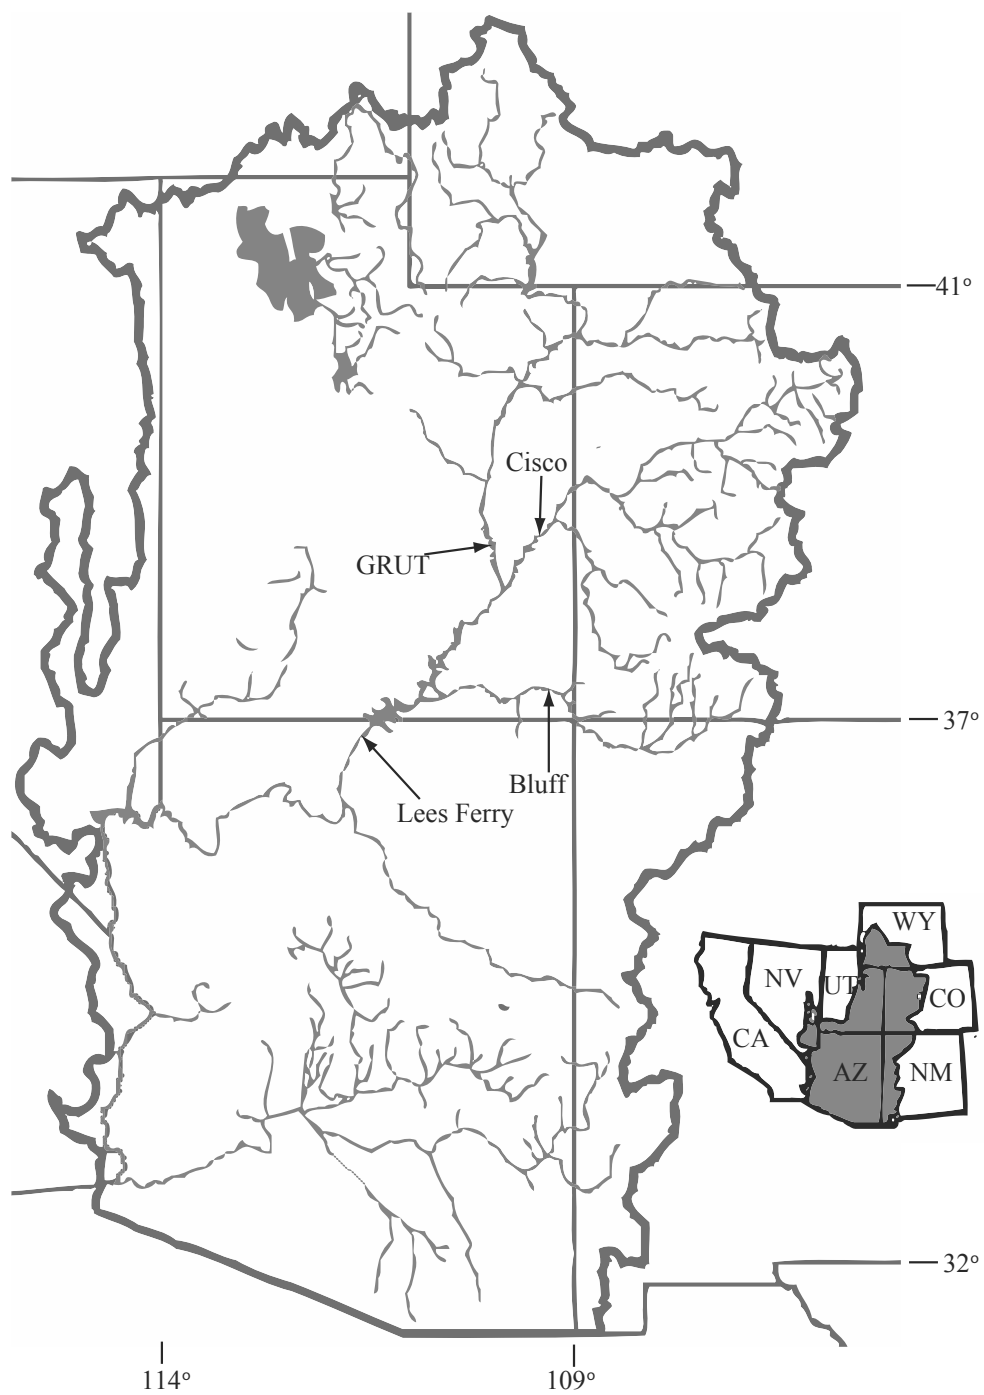 41°
Cisco
GRUT
37°
Bluff
Lees Ferry
WY
NV
UT
CO
CA
AZ
NM
32°
114°
109°